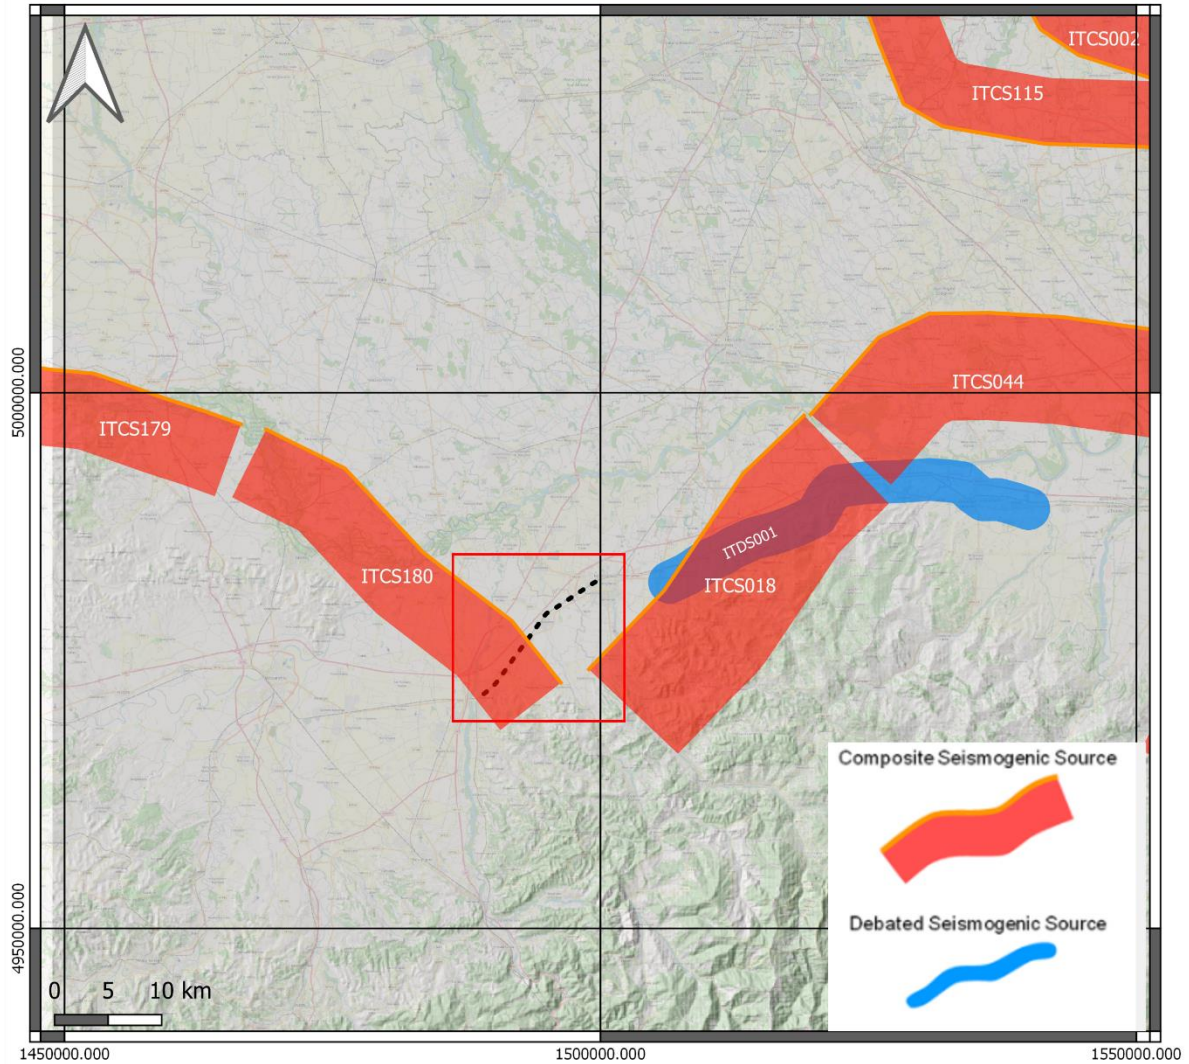 ITCS002
ITCS115
5000000.000
ITCS044
ITCS179
ITDS001
ITCS180
ITCS018
Composite Seismogenic Source
Debated Seismogenic Source
4950000.000
0 5 10 km
1450000.000 1500000.000 1550000.000